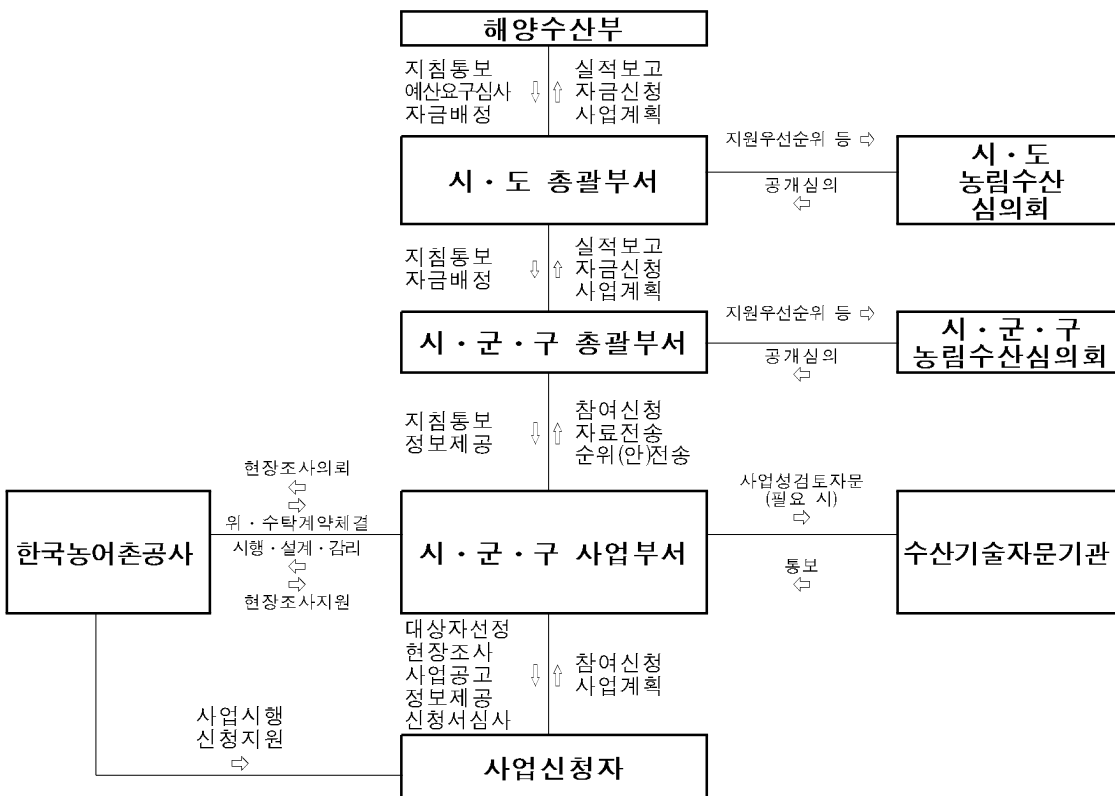 해양수산부
지침통보
예산요구심사
자금배정
⇩ ⇧
실적보고
자금신청
사업계획
시·도 총괄부서
지원우선순위 등 ⇨
공개심의
⇦
시·도
농림수산
심의회
지침통보
자금배정
⇩ ⇧
실적보고
자금신청
사업계획
시·군·구 총괄부서
지원우선순위 등 ⇨
공개심의
⇦
시·군·구
농림수산심의회
지침통보
정보제공
⇩ ⇧
참여신청
자료전송
순위(안)전송
한국농어촌공사
현장조사의뢰
⇦
⇨
위·수탁계약체결
시행·설계·감리
⇦
⇨
현장조사지원
시·군·구 사업부서
사업성검토자문
(필요 시)
⇨
통보
⇦
수산기술자문기관
대상자선정
현장조사
사업공고
정보제공
신청서심사
⇩ ⇧
참여신청
사업계획
사업시행
신청지원
⇨
사업신청자